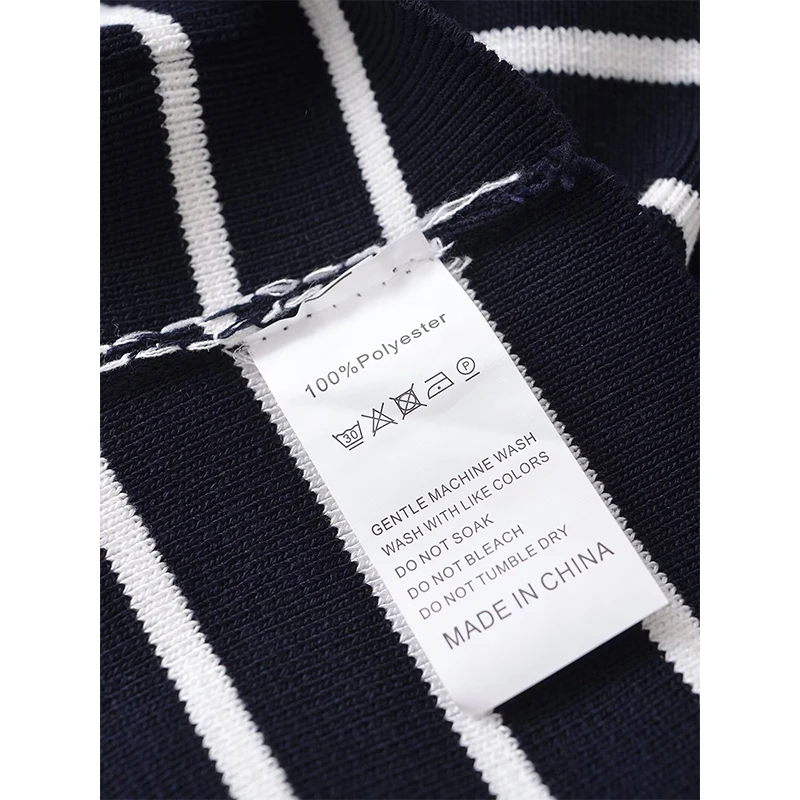 100%Polyester
30 P
GENTLE MACHINE WASH
WASH WITH LIKE COLORS
DO NOT SOAK
DO NOT BLEACH
DO NOT TUMBLE DRY
MADE IN CHINA